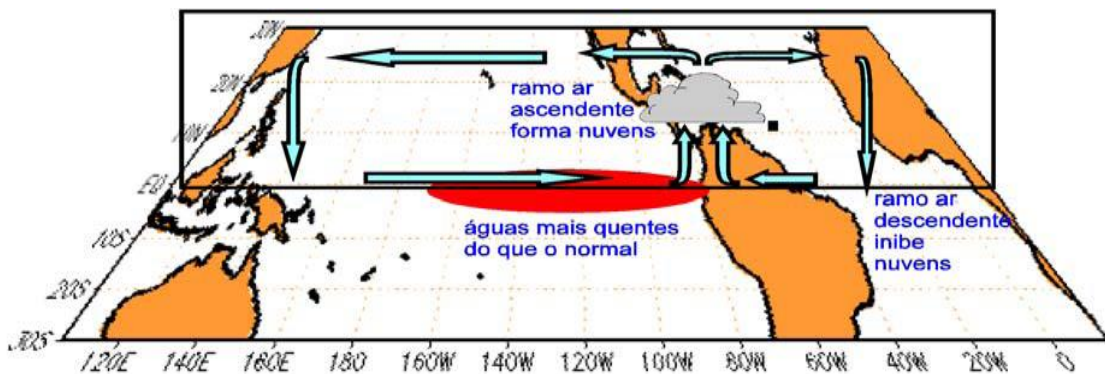 30N
20N
10N
EQ
10S
20S
30S
ramo ar
ascendente
forma nuvens
águas mais quentes
do que o normal
ramo ar
descendente
inibe
nuvens
120E 140E 160E 180 160W 140W 120W 100W 80W 60W 40W 20W 0